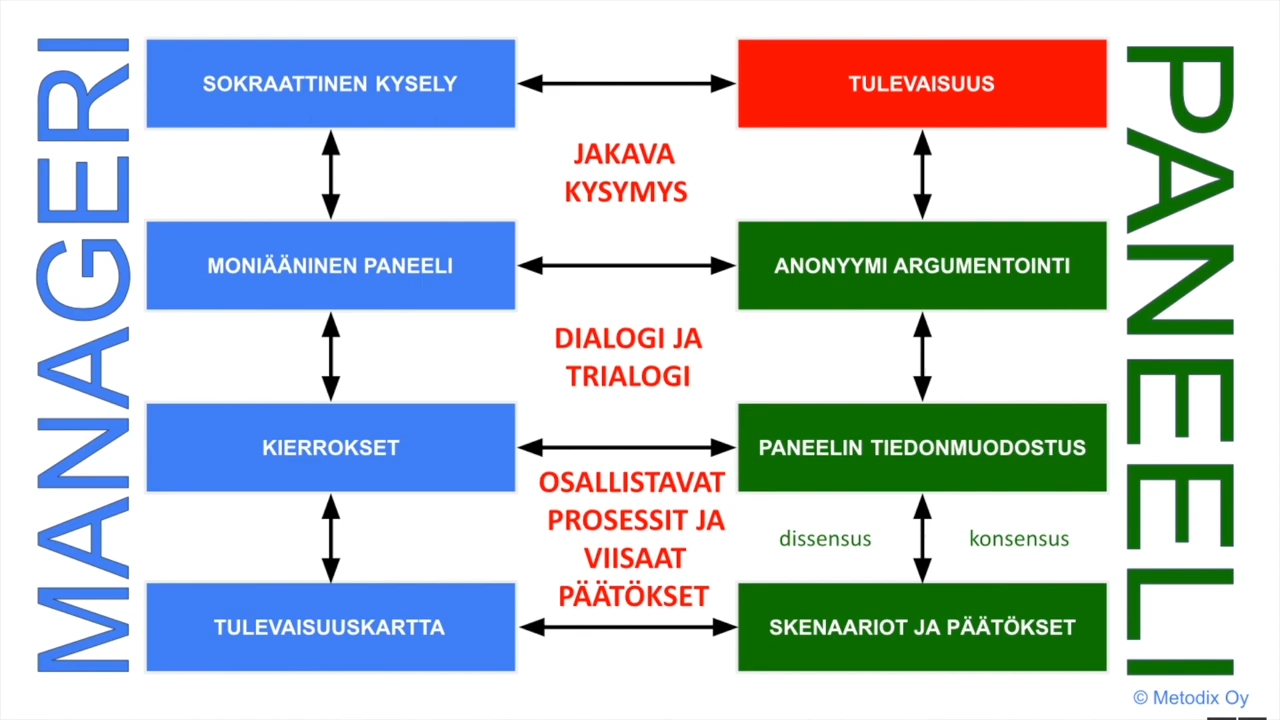 MANAGERI
PANEELI
SOKRAATTINEN KYSELY
TULEVAISUUS
JAKAVA
KYSYMYS
MONIÄÄNINEN PANEELI
ANONYYMI ARGUMENTOINTI
DIALOGI JA
TRIALOGI
KIERROKSET
PANEELIN TIEDONMUODOSTUS
OSALLISTAVAT
PROSESSIT JA
VIISAAT
PÄÄTÖKSET
dissensus
konsensus
TULEVAISUUSKARTTA
SKENAARIOT JA PÄÄTÖKSET
© Metodix Oy